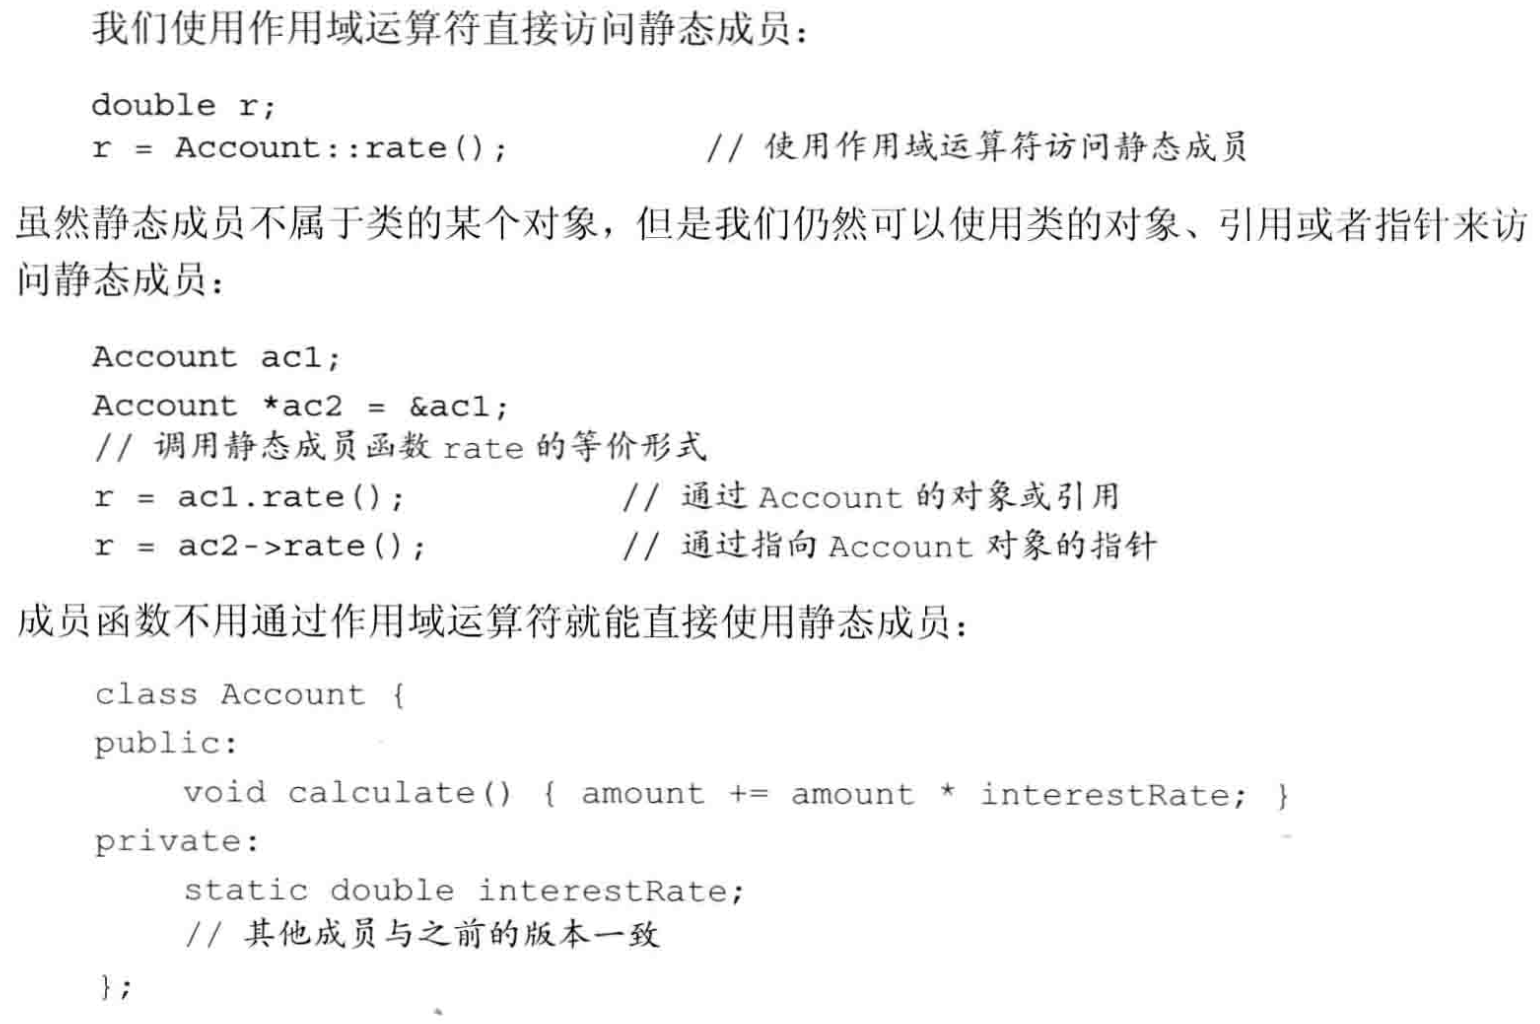 我们使用作用域运算符直接访问静态成员：
double r;
r = Account::rate();          // 使用作用域运算符访问静态成员
虽然静态成员不属于类的某个对象，但是我们仍然可以使用类的对象、引用或者指针来访
问静态成员：
Account ac1;
Account *ac2 = &ac1;
// 调用静态成员函数 rate 的等价形式
r = ac1.rate();          // 通过 Account 的对象或引用
r = ac2->rate();         // 通过指向 Account 对象的指针
成员函数不用通过作用域运算符就能直接使用静态成员：
class Account {
public:
    void calculate() { amount += amount * interestRate; }
private:
    static double interestRate;
    // 其他成员与之前的版本一致
};